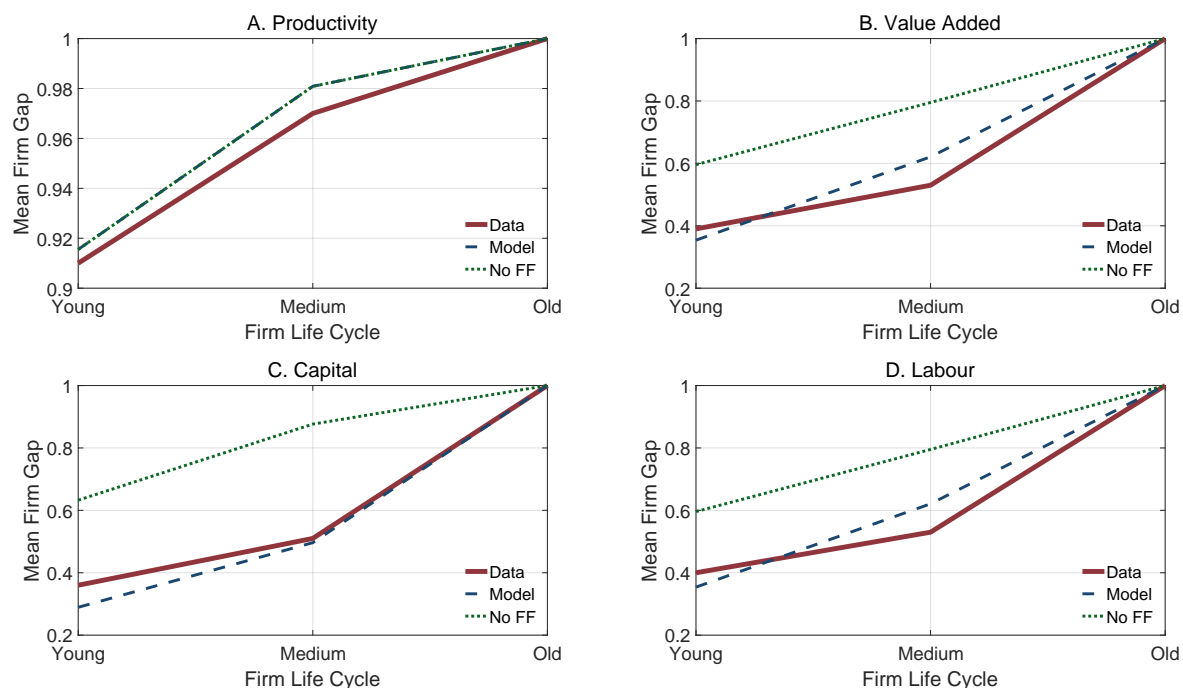 A. Productivity
1
0.98
0.96
0.94
0.92
0.9
Mean Firm Gap
Young
Medium
Old
Firm Life Cycle
Data
Model
No FF
B. Value Added
1
0.8
0.6
0.4
0.2
Mean Firm Gap
Young
Medium
Old
Firm Life Cycle
Data
Model
No FF
C. Capital
1
0.8
0.6
0.4
0.2
Mean Firm Gap
Young
Medium
Old
Firm Life Cycle
Data
Model
No FF
D. Labour
1
0.8
0.6
0.4
0.2
Mean Firm Gap
Young
Medium
Old
Firm Life Cycle
Data
Model
No FF